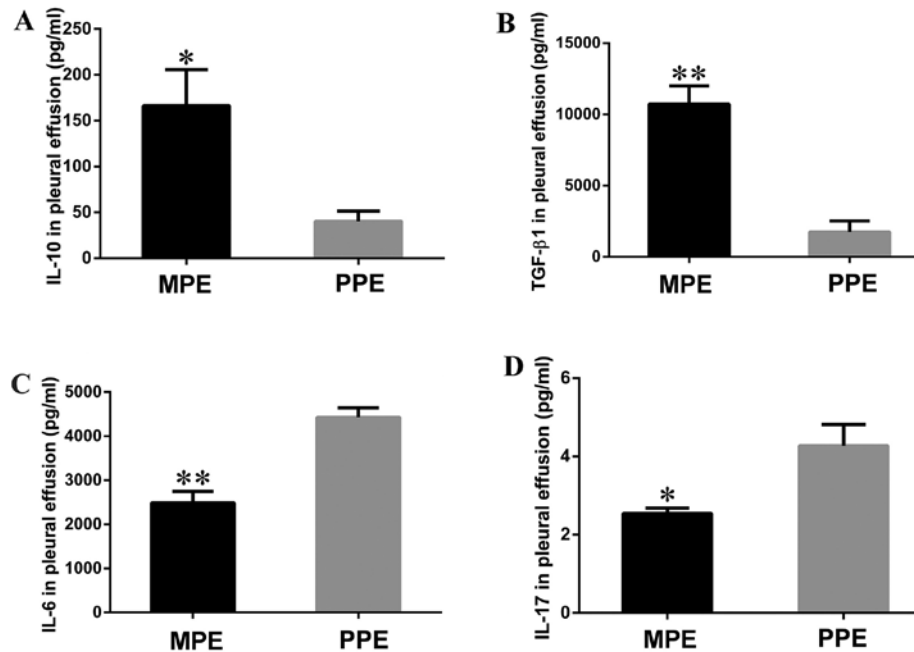 A
IL-10 in pleural effusion (pg/ml)
250
200
150
100
50
0
*
MPE
PPE
B
TGF-β1 in pleural effusion (pg/ml)
15000
10000
5000
0
**
MPE
PPE
C
IL-6 in pleural effusion (pg/ml)
5000
4000
3000
2000
1000
0
**
MPE
PPE
D
IL-17 in pleural effusion (pg/ml)
6
4
2
0
*
MPE
PPE